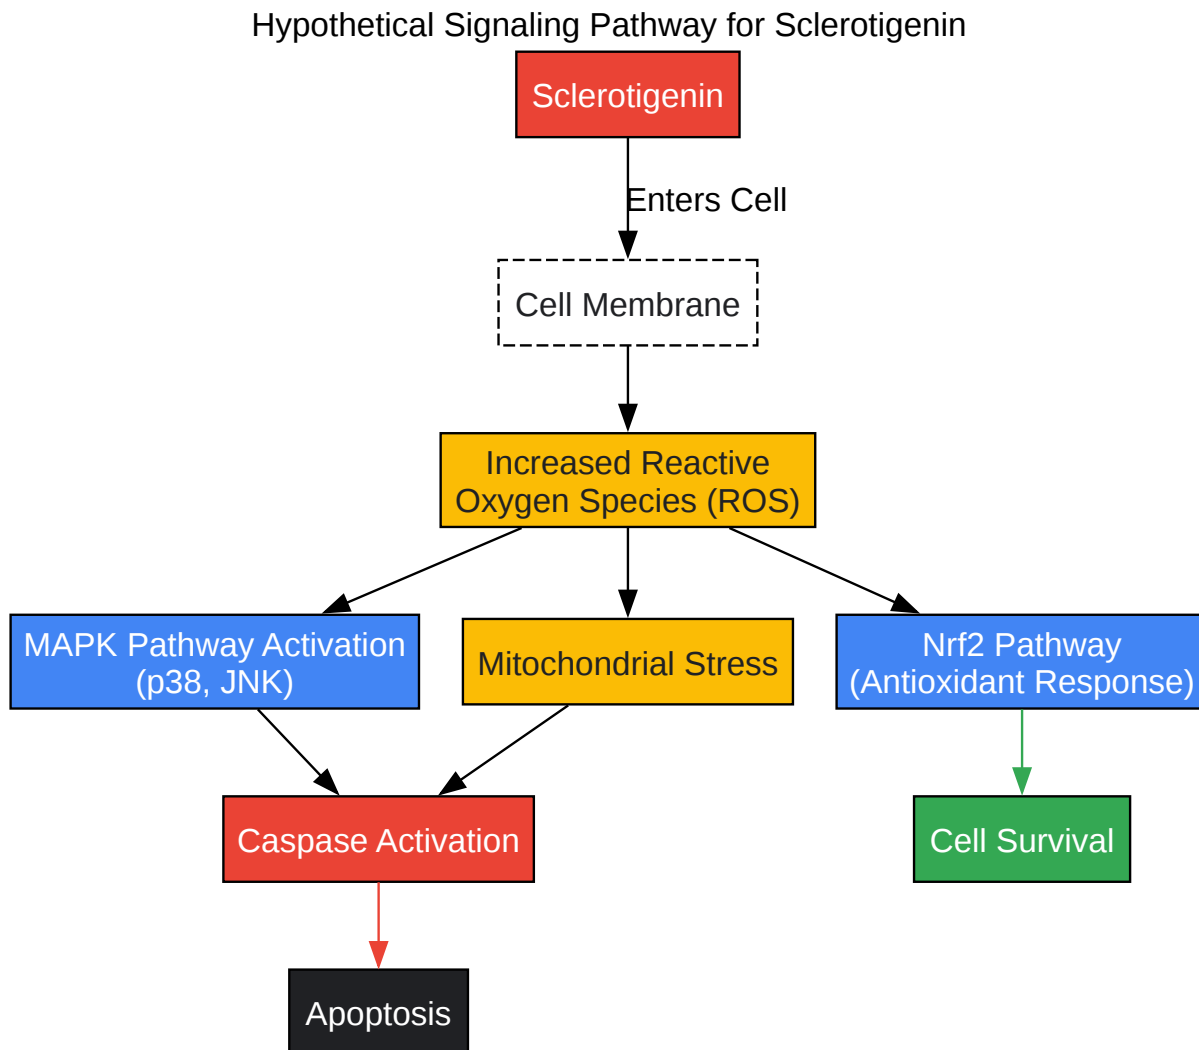 Hypothetical Signaling Pathway for Sclerotigenin
Sclerotigenin
Enters Cell
Cell Membrane
Increased Reactive
Oxygen Species (ROS)
MAPK Pathway Activation
(p38, JNK)
Mitochondrial Stress
Nrf2 Pathway
(Antioxidant Response)
Caspase Activation
Cell Survival
Apoptosis